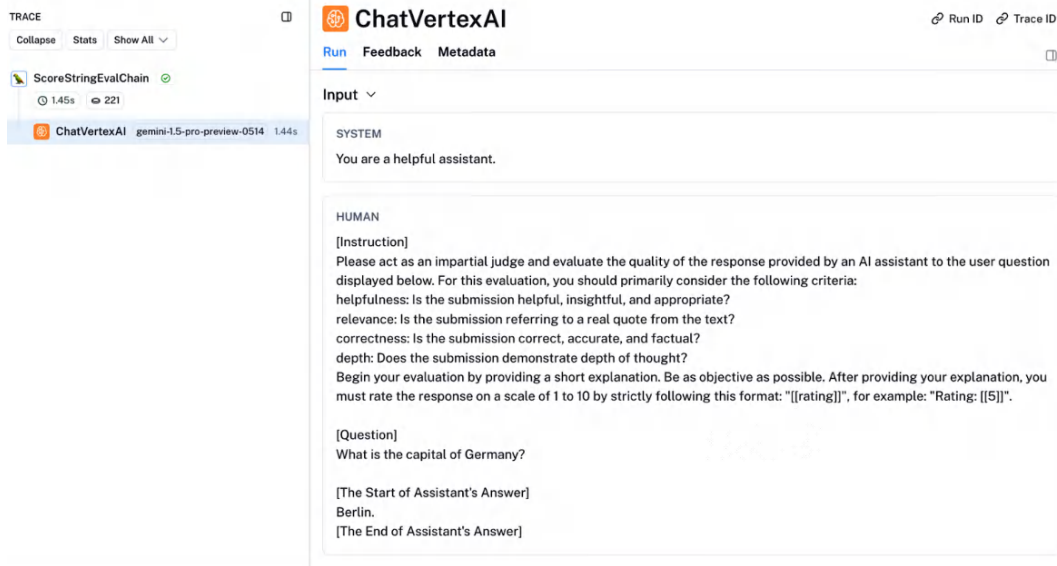 TRACE
Collapse Stats Show All
ScoreStringEvalChain
1.45s 221
ChatVertexAI gemini-1.5-pro-preview-0514 1.44s
ChatVertexAI
Run ID Trace ID
Run Feedback Metadata
Input
SYSTEM
You are a helpful assistant.
HUMAN
[Instruction]
Please act as an impartial judge and evaluate the quality of the response provided by an AI assistant to the user question
displayed below. For this evaluation, you should primarily consider the following criteria:
helpfulness: Is the submission helpful, insightful, and appropriate?
relevance: Is the submission referring to a real quote from the text?
correctness: Is the submission correct, accurate, and factual?
depth: Does the submission demonstrate depth of thought?
Begin your evaluation by providing a short explanation. Be as objective as possible. After providing your explanation, you
must rate the response on a scale of 1 to 10 by strictly following this format: "[[rating]]", for example: "Rating: [[5]]".
[Question]
What is the capital of Germany?
[The Start of Assistant's Answer]
Berlin.
[The End of Assistant's Answer]